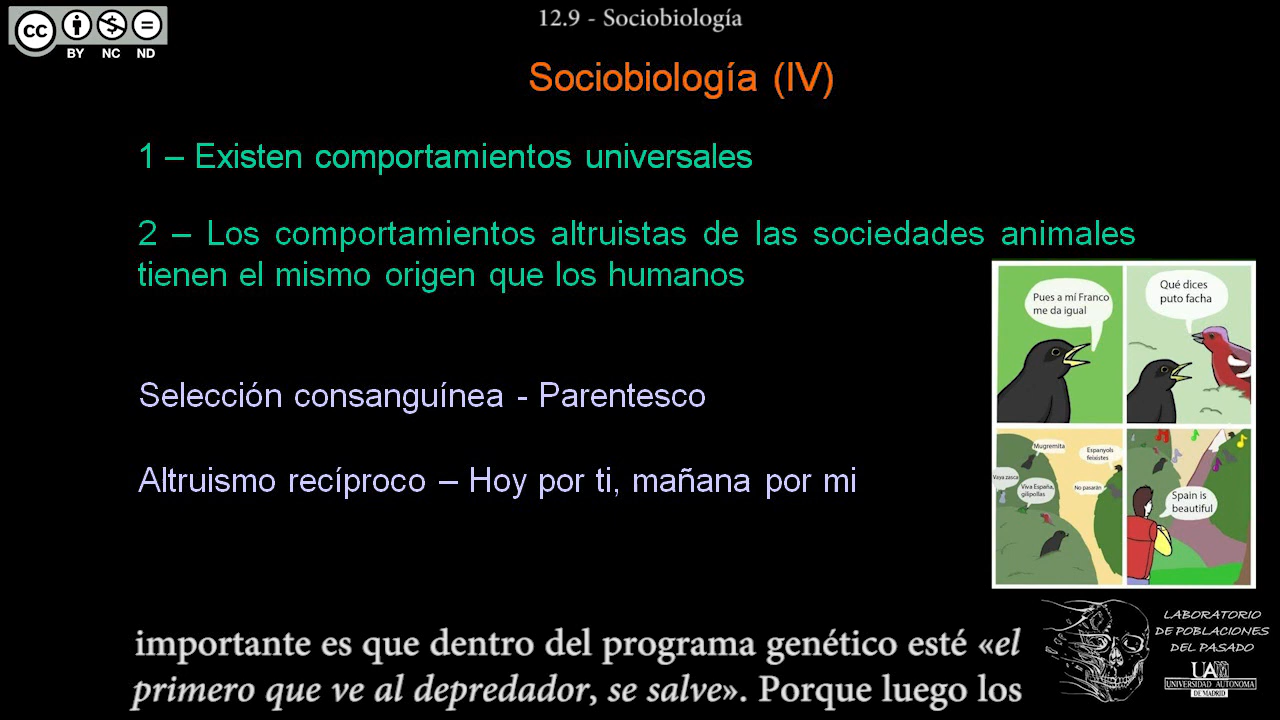 cc
BY NC ND
12.9 - Sociobiología
Sociobiología (IV)
1 – Existen comportamientos universales
2 – Los comportamientos altruistas de las sociedades animales
tienen el mismo origen que los humanos
Selección consanguínea - Parentesco
Altruismo recíproco – Hoy por ti, mañana por mi
Pues a mí Franco
me da igual
Qué dices
puto facha
Mugremita
Espanyols
feixistes
Vaya zasca
Viva España,
gilipollas
No pasarán
Spain is
beautiful
importante es que dentro del programa genético esté «el
primero que ve al depredador, se salve». Porque luego los
LABORATORIO
DE POBLACIONES
DEL PASADO
UAM
UNIVERSIDAD AUTONOMA
DE MADRID